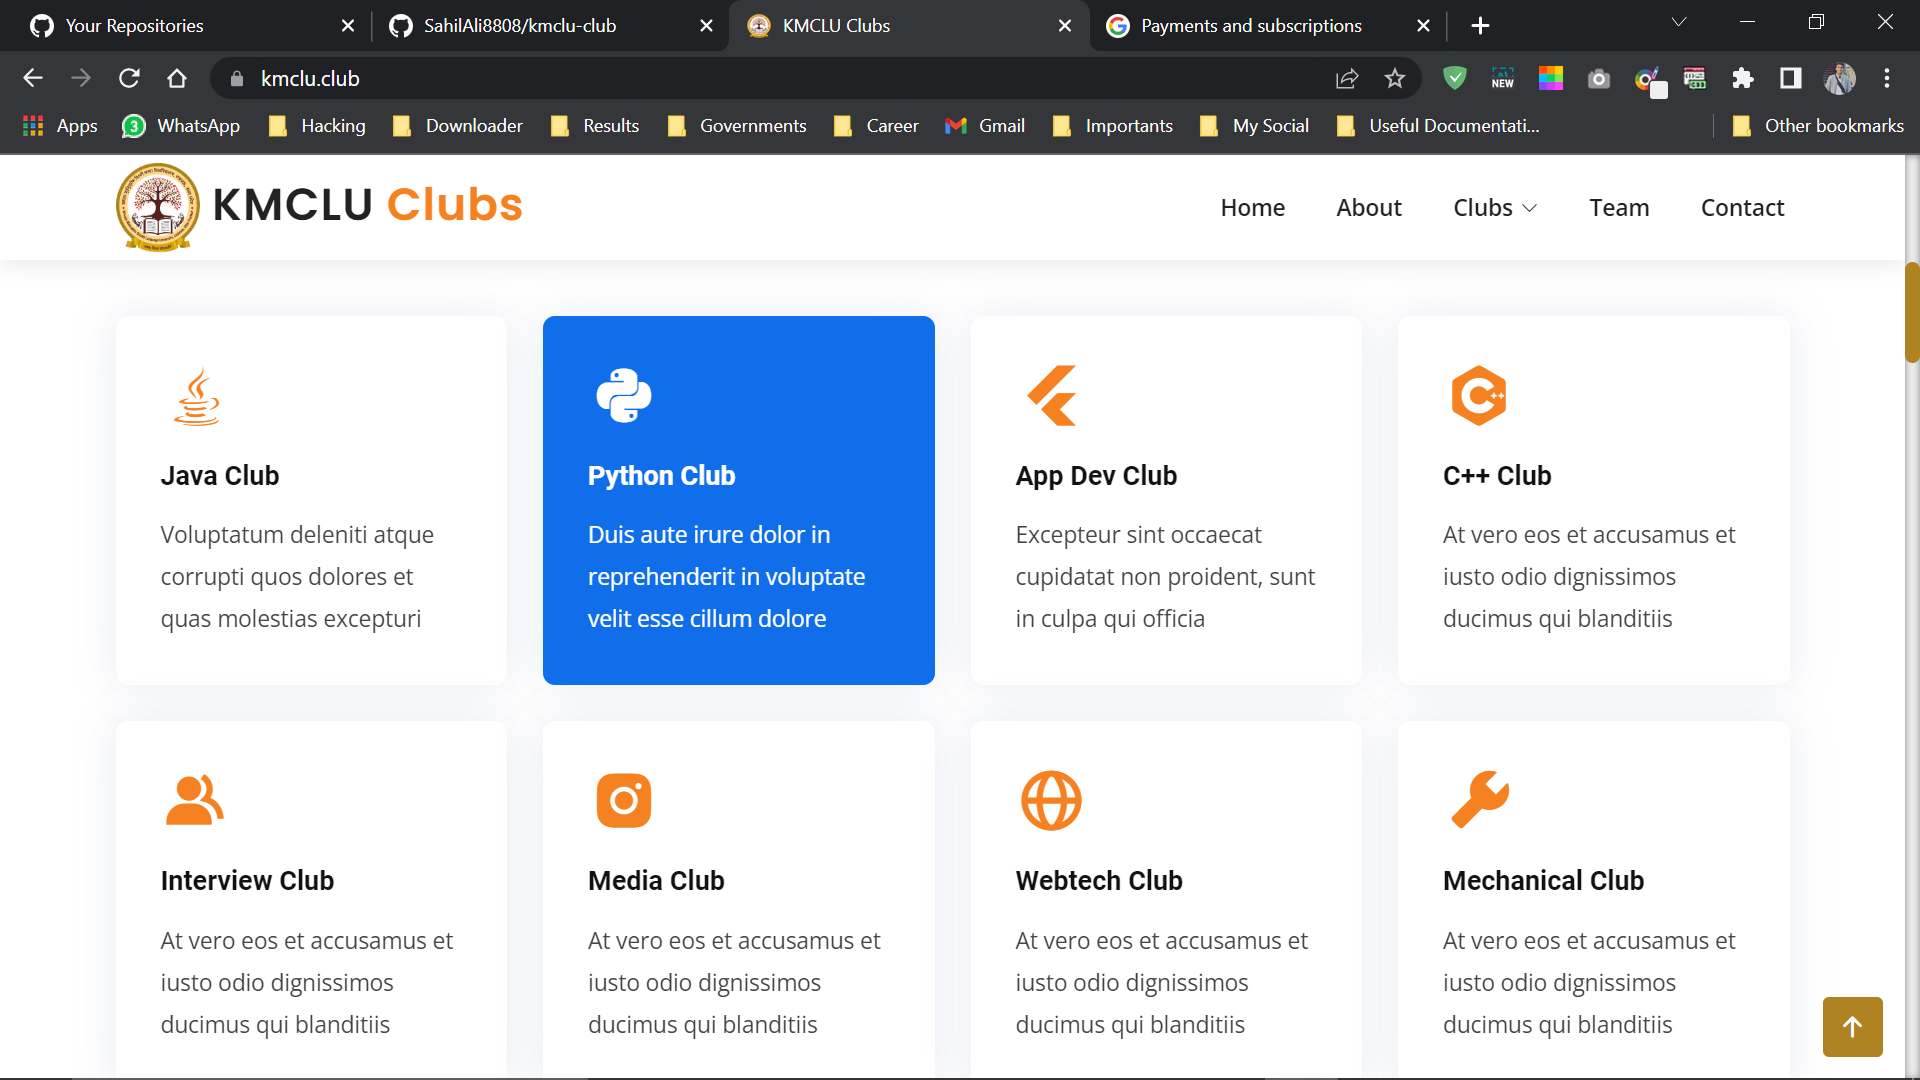 Your Repositories
SahilAli8808/kmclu-club
KMCLU Clubs
Payments and subscriptions
kmclu.club
NEW
Apps
3
WhatsApp
Hacking
Downloader
Results
Governments
Career
Gmail
Importants
My Social
Useful Documentati...
Other bookmarks
KMCLU Clubs
Home
About
Clubs
Team
Contact
Java Club
Voluptatum deleniti atque
corrupti quos dolores et
quas molestias excepturi
Python Club
Duis aute irure dolor in
reprehenderit in voluptate
velit esse cillum dolore
App Dev Club
Excepteur sint occaecat
cupidatat non proident, sunt
in culpa qui officia
C++
C++ Club
At vero eos et accusamus et
iusto odio dignissimos
ducimus qui blanditiis
Interview Club
At vero eos et accusamus et
iusto odio dignissimos
ducimus qui blanditiis
Media Club
At vero eos et accusamus et
iusto odio dignissimos
ducimus qui blanditiis
Webtech Club
At vero eos et accusamus et
iusto odio dignissimos
ducimus qui blanditiis
Mechanical Club
At vero eos et accusamus et
iusto odio dignissimos
ducimus qui blanditiis